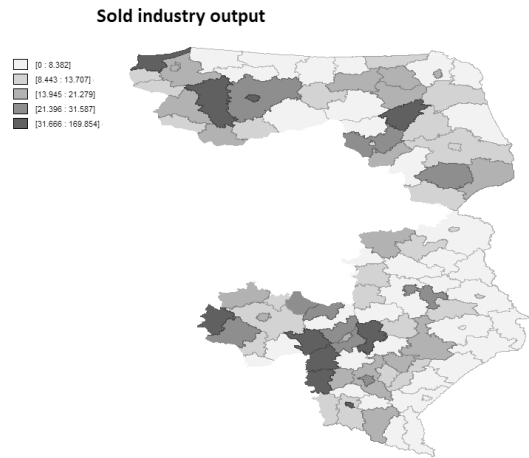 Sold industry output
[0 : 8.382]
[8.443 : 13.707]
[13.945 : 21.279]
[21.396 : 31.587]
[31.666 : 169.854]